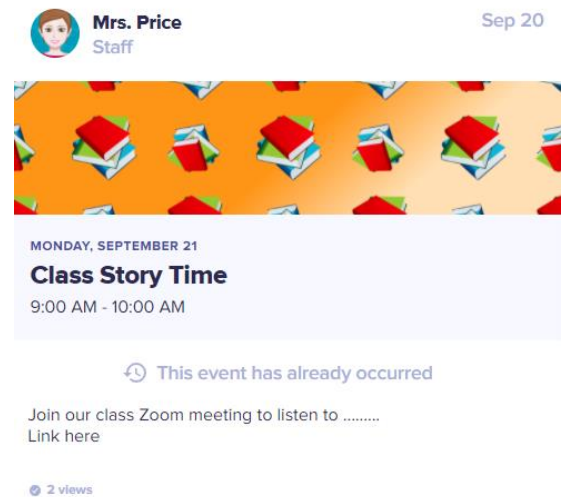 Mrs. Price
Sep 20
Staff
MONDAY, SEPTEMBER 21
Class Story Time
9:00 AM - 10:00 AM
This event has already occurred
Join our class Zoom meeting to listen to .........
Link here
2 views